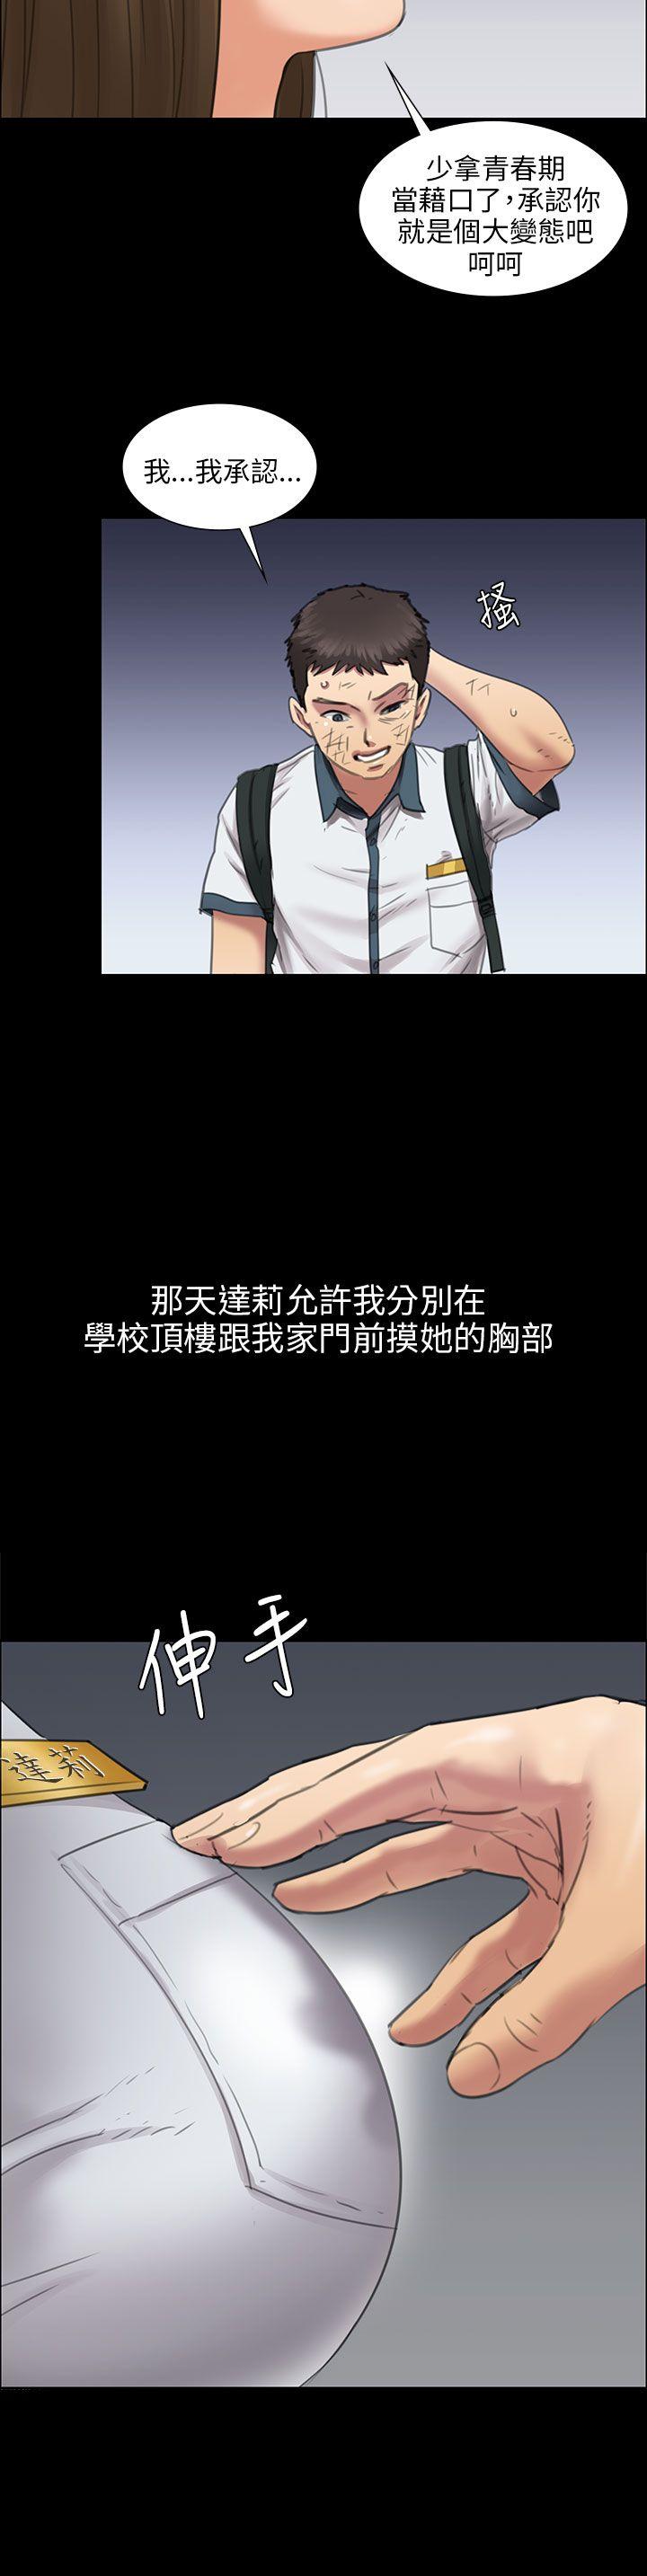 少拿青春期
當藉口了,承認你
就是個大變態吧
呵呵
我...我承認...
搔
那天達莉允許我分別在
學校頂樓跟我家門前摸她的胸部
伸手
達莉